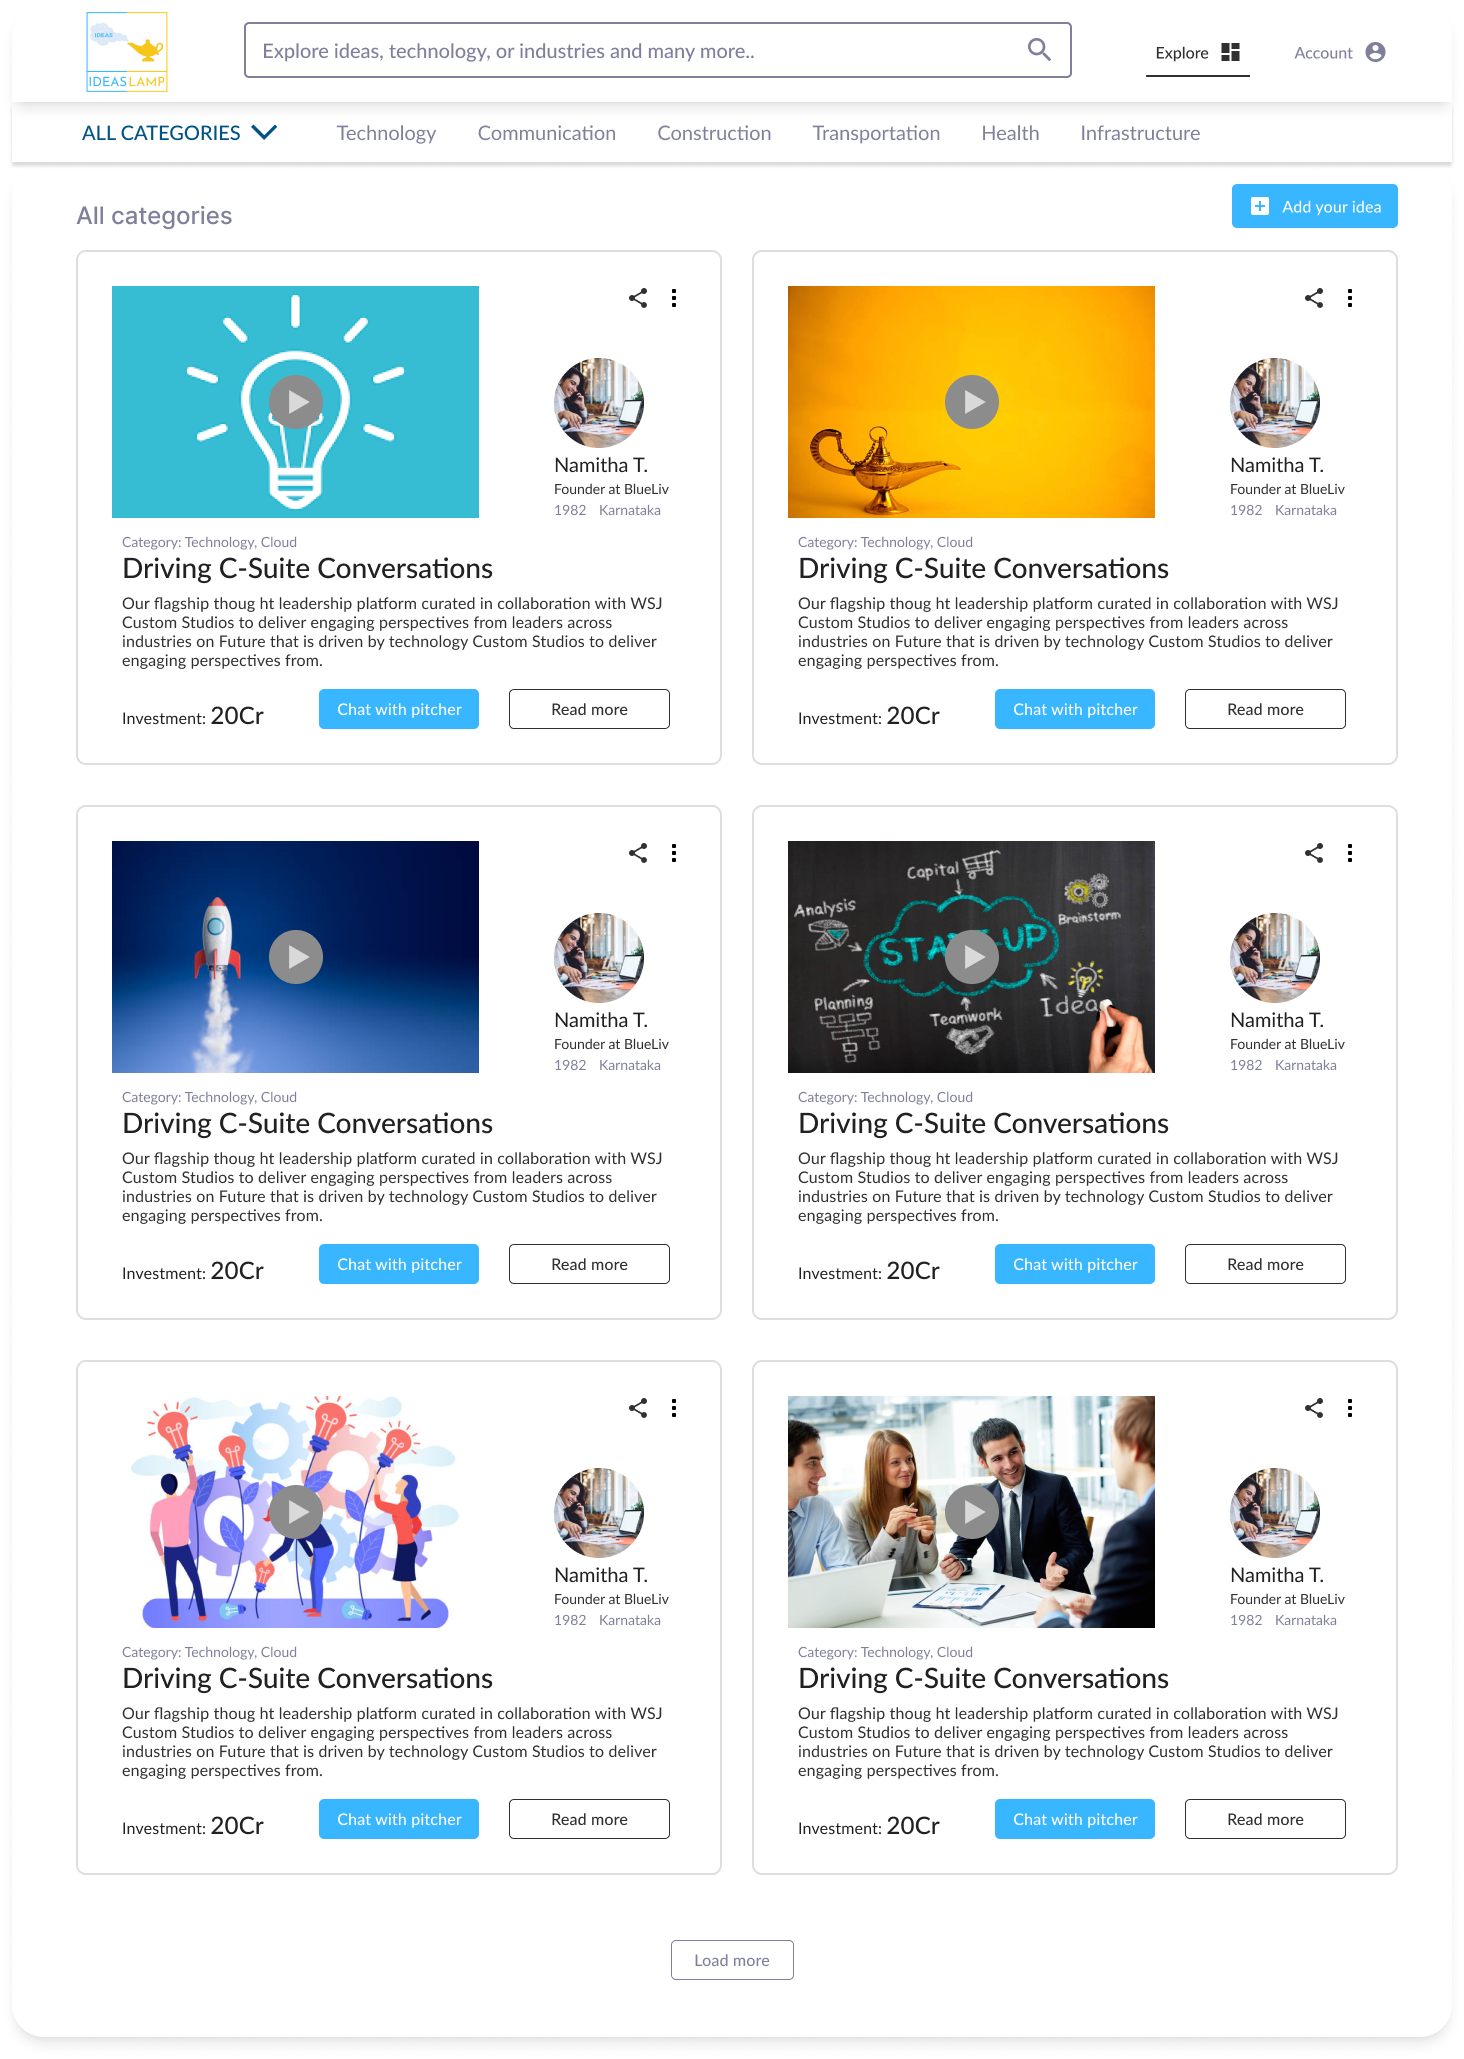 IDEAS
IDEAS LAMP
Explore ideas, technology, or industries and many more..
Explore
Account
ALL CATEGORIES
Technology
Communication
Construction
Transportation
Health
Infrastructure
All categories
Add your idea
Namitha T.
Founder at BlueLiv
1982 Karnataka
Category: Technology, Cloud
Driving C-Suite Conversations
Our flagship thoug ht leadership platform curated in collaboration with WSJ
Custom Studios to deliver engaging perspectives from leaders across
industries on Future that is driven by technology Custom Studios to deliver
engaging perspectives from.
Investment: 20Cr
Chat with pitcher
Read more
Namitha T.
Founder at BlueLiv
1982 Karnataka
Category: Technology, Cloud
Driving C-Suite Conversations
Our flagship thoug ht leadership platform curated in collaboration with WSJ
Custom Studios to deliver engaging perspectives from leaders across
industries on Future that is driven by technology Custom Studios to deliver
engaging perspectives from.
Investment: 20Cr
Chat with pitcher
Read more
Namitha T.
Founder at BlueLiv
1982 Karnataka
Category: Technology, Cloud
Driving C-Suite Conversations
Our flagship thoug ht leadership platform curated in collaboration with WSJ
Custom Studios to deliver engaging perspectives from leaders across
industries on Future that is driven by technology Custom Studios to deliver
engaging perspectives from.
Investment: 20Cr
Chat with pitcher
Read more
Capital
Analysis
Brainstorm
Planning
Teamwork
Idea
Namitha T.
Founder at BlueLiv
1982 Karnataka
Category: Technology, Cloud
Driving C-Suite Conversations
Our flagship thoug ht leadership platform curated in collaboration with WSJ
Custom Studios to deliver engaging perspectives from leaders across
industries on Future that is driven by technology Custom Studios to deliver
engaging perspectives from.
Investment: 20Cr
Chat with pitcher
Read more
Namitha T.
Founder at BlueLiv
1982 Karnataka
Category: Technology, Cloud
Driving C-Suite Conversations
Our flagship thoug ht leadership platform curated in collaboration with WSJ
Custom Studios to deliver engaging perspectives from leaders across
industries on Future that is driven by technology Custom Studios to deliver
engaging perspectives from.
Investment: 20Cr
Chat with pitcher
Read more
Namitha T.
Founder at BlueLiv
1982 Karnataka
Category: Technology, Cloud
Driving C-Suite Conversations
Our flagship thoug ht leadership platform curated in collaboration with WSJ
Custom Studios to deliver engaging perspectives from leaders across
industries on Future that is driven by technology Custom Studios to deliver
engaging perspectives from.
Investment: 20Cr
Chat with pitcher
Read more
Load more